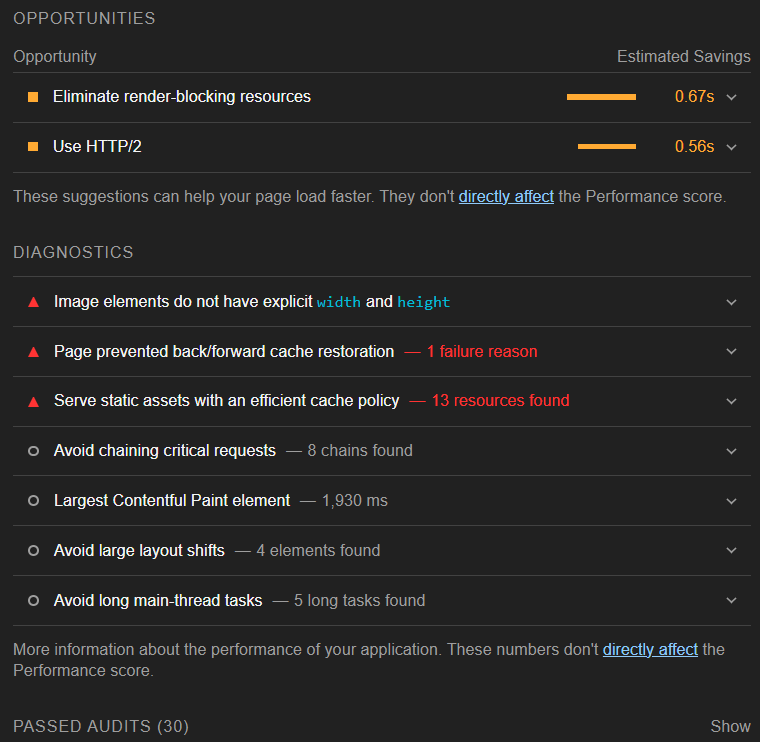 OPPORTUNITIES
Opportunity Estimated Savings
Eliminate render-blocking resources 0.67s
Use HTTP/2 0.56s
These suggestions can help your page load faster. They don't directly affect the Performance score.
DIAGNOSTICS
Image elements do not have explicit width and height
Page prevented back/forward cache restoration — 1 failure reason
Serve static assets with an efficient cache policy — 13 resources found
Avoid chaining critical requests — 8 chains found
Largest Contentful Paint element — 1,930 ms
Avoid large layout shifts — 4 elements found
Avoid long main-thread tasks — 5 long tasks found
More information about the performance of your application. These numbers don't directly affect the
Performance score.
PASSED AUDITS (30) Show